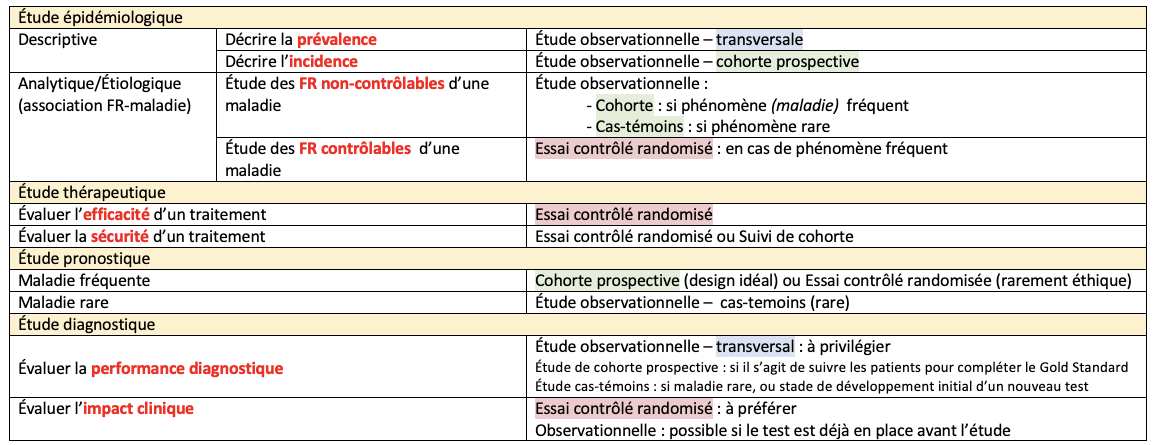 Étude épidémiologique
Descriptive
Décrire la prévalence
Étude observationnelle – transversale
Décrire l’incidence
Étude observationnelle – cohorte prospective
Analytique/Étiologique
(association FR-maladie)
Étude des FR non-contrôlables d’une
maladie
Étude observationnelle :
- Cohorte : si phénomène (maladie) fréquent
- Cas-témoins : si phénomène rare
Étude des FR contrôlables d’une
maladie
Essai contrôlé randomisé : en cas de phénomène fréquent
Étude thérapeutique
Évaluer l’efficacité d’un traitement
Essai contrôlé randomisé
Évaluer la sécurité d’un traitement
Essai contrôlé randomisé ou Suivi de cohorte
Étude pronostique
Maladie fréquente
Cohorte prospective (design idéal) ou Essai contrôlé randomisée (rarement éthique)
Maladie rare
Étude observationnelle – cas-temoins (rare)
Étude diagnostique
Évaluer la performance diagnostique
Étude observationnelle – transversal : à privilégier
Étude de cohorte prospective : si il s’agit de suivre les patients pour compléter le Gold Standard
Étude cas-témoins : si maladie rare, ou stade de développement initial d’un nouveau test
Évaluer l’impact clinique
Essai contrôlé randomisé : à préférer
Observationnelle : possible si le test est déjà en place avant l’étude